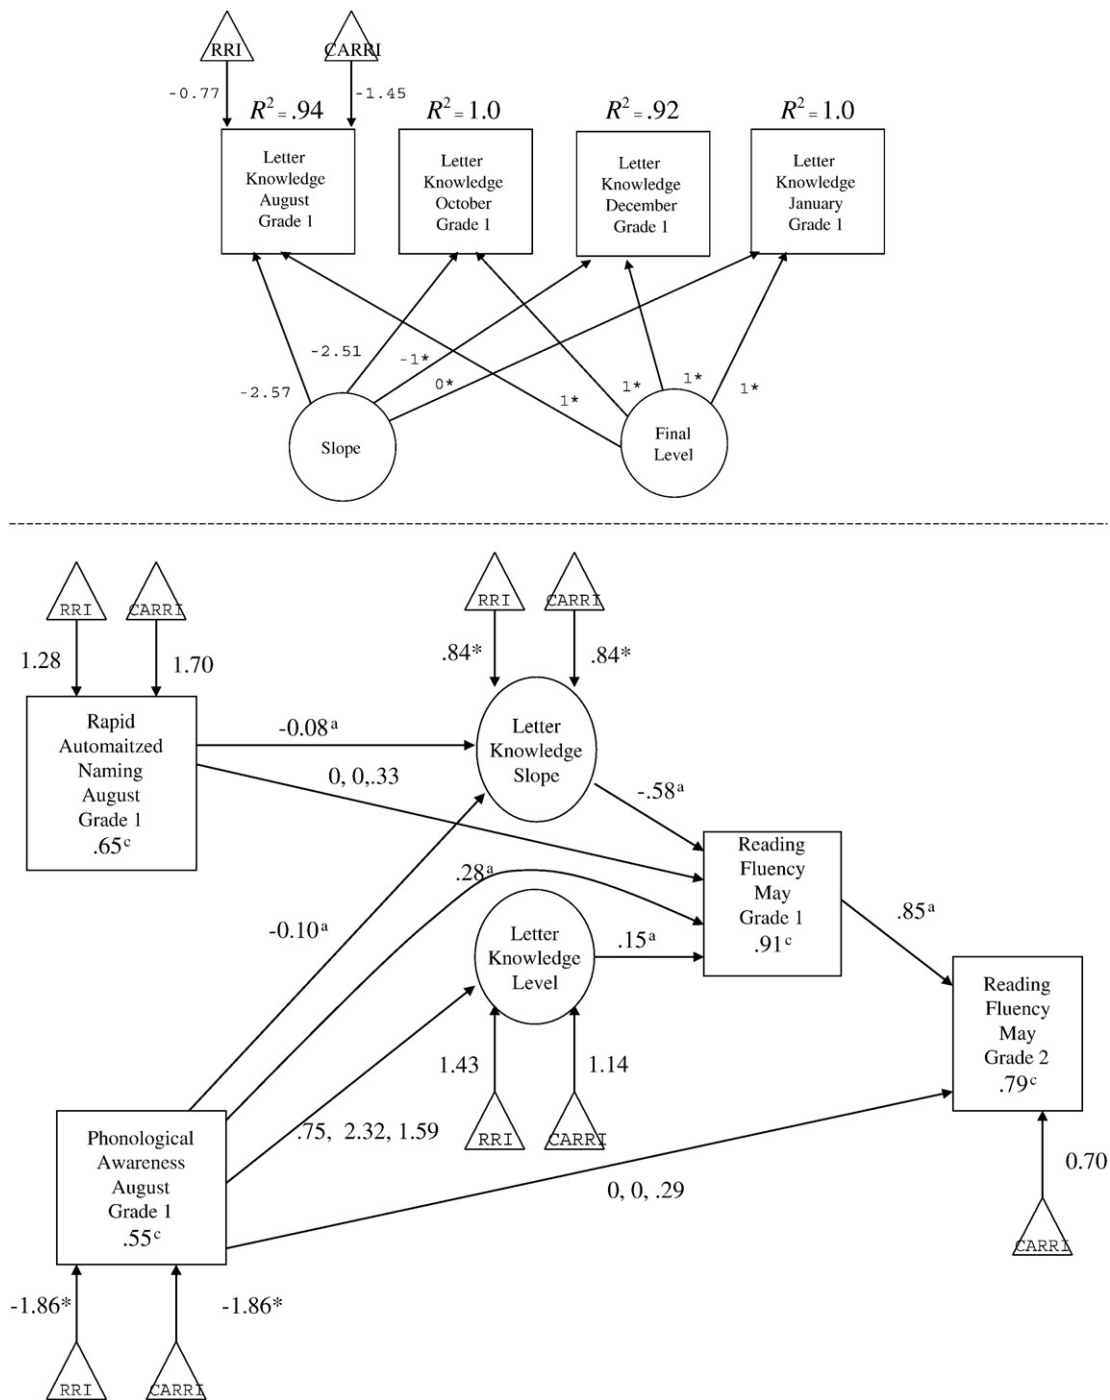 RRI
CARRI
-0.77
-1.45
R² = .94
R² = 1.0
R² = .92
R² = 1.0
Letter
Knowledge
August
Grade 1
Letter
Knowledge
October
Grade 1
Letter
Knowledge
December
Grade 1
Letter
Knowledge
January
Grade 1
-2.57
-2.51
-1*
0*
1*
1*
1*
1*
Slope
Final
Level
RRI
CARRI
1.28
1.70
RRI
CARRI
.84*
.84*
Rapid
Automaitzed
Naming
August
Grade 1
.65ᶜ
-0.08ᵃ
0, 0,.33
Letter
Knowledge
Slope
-.58ᵃ
Reading
Fluency
May
Grade 1
.91ᶜ
.28ᵃ
-0.10ᵃ
Letter
Knowledge
Level
.15ᵃ
.85ᵃ
Reading
Fluency
May
Grade 2
.79ᶜ
1.43
1.14
RRI
CARRI
.75, 2.32, 1.59
Phonological
Awareness
August
Grade 1
.55ᶜ
0, 0, .29
0.70
CARRI
-1.86*
-1.86*
RRI
CARRI